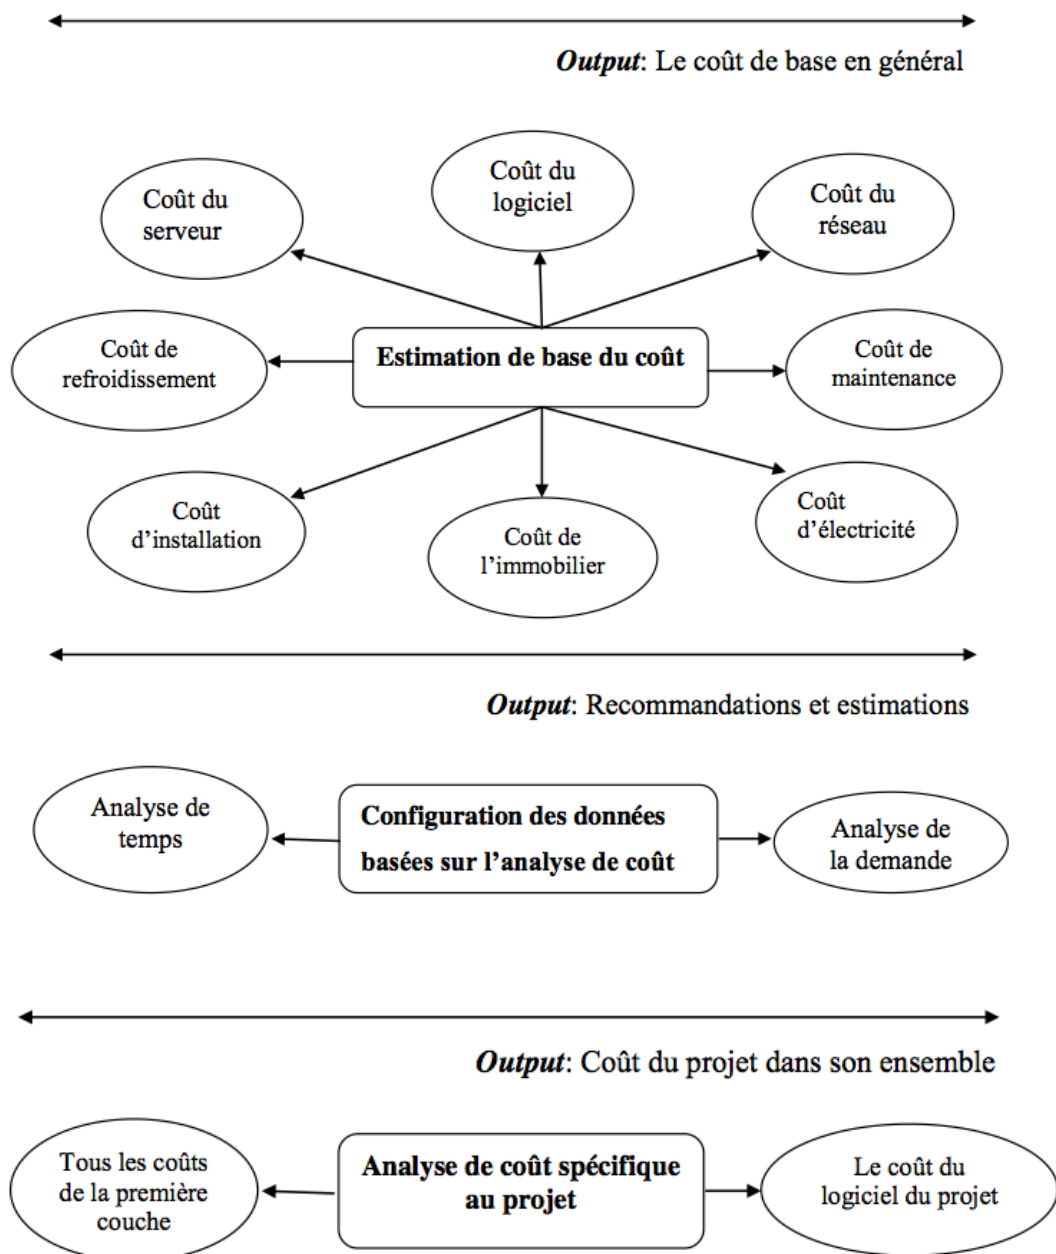 Output: Le coût de base en général
Coût du
logiciel
Coût du
serveur
Coût du
réseau
Estimation de base du coût
Coût de
refroidissement
Coût de
maintenance
Coût
d’installation
Coût de
l’immobilier
Coût
d’électricité
Output: Recommandations et estimations
Analyse de
temps
Configuration des données
basées sur l’analyse de coût
Analyse de
la demande
Output: Coût du projet dans son ensemble
Tous les coûts
de la première
couche
Analyse de coût spécifique
au projet
Le coût du
logiciel du projet